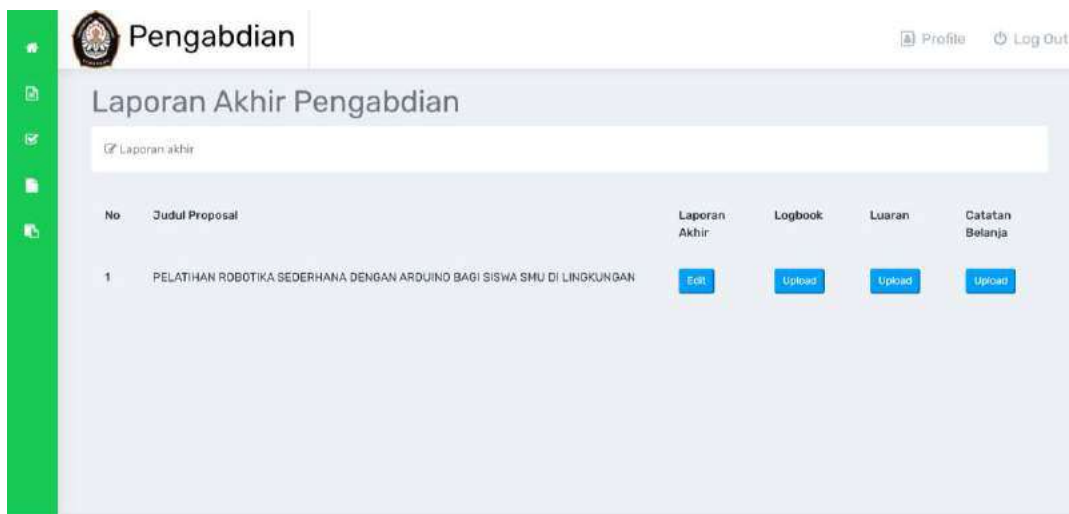 Pengabdian
Profile
Log Out
Laporan Akhir Pengabdian
Laporan akhir
No Judul Proposal Laporan Akhir Logbook Luaran Catatan Belanja
1 PELATIHAN ROBOTIKA SEDERHANA DENGAN ARDUINO BAGI SISWA SMU DI LINGKUNGAN Edit Upload Upload Upload